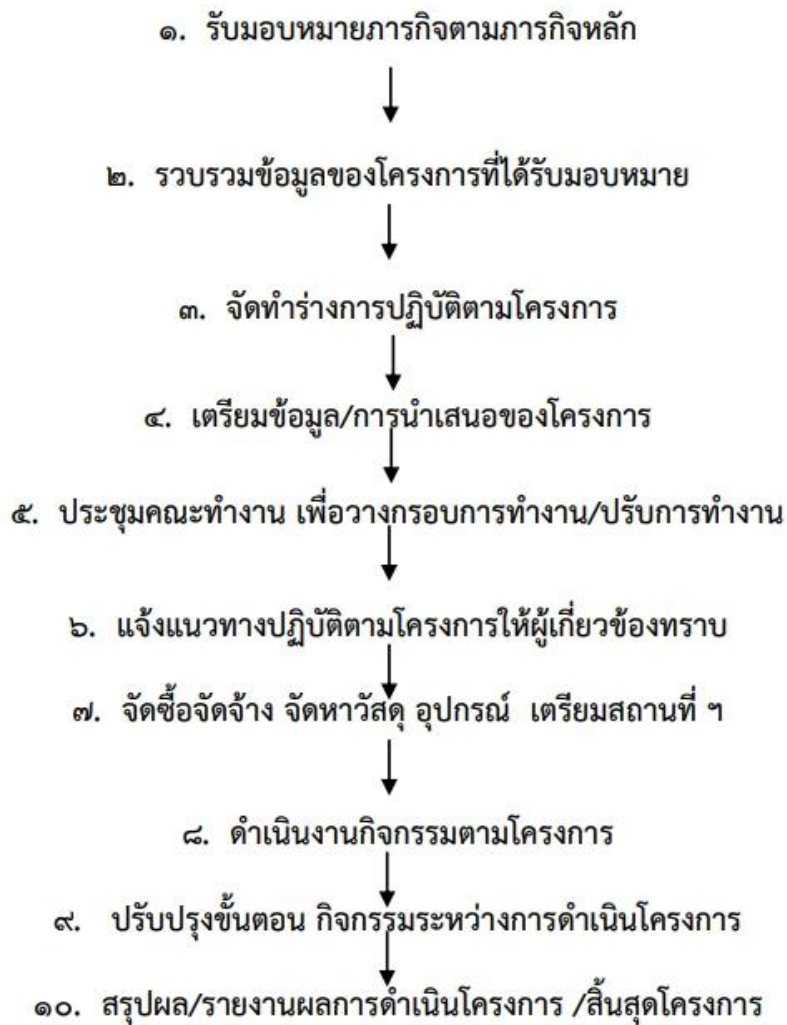 ๑. รับมอบหมายภารกิจตามภารกิจหลัก
๒. รวบรวมข้อมูลของโครงการที่ได้รับมอบหมาย
๓. จัดทำร่างการปฏิบัติตามโครงการ
๔. เตรียมข้อมูล/การนำเสนอของโครงการ
๕. ประชุมคณะทำงาน เพื่อวางกรอบการทำงาน/ปรับการทำงาน
๖. แจ้งแนวทางปฏิบัติตามโครงการให้ผู้เกี่ยวข้องทราบ
๗. จัดซื้อจัดจ้าง จัดหาวัสดุ อุปกรณ์ เตรียมสถานที่ ฯ
๘. ดำเนินงานกิจกรรมตามโครงการ
๙. ปรับปรุงขั้นตอน กิจกรรมระหว่างการดำเนินโครงการ
๑๐. สรุปผล/รายงานผลการดำเนินโครงการ /สิ้นสุดโครงการ